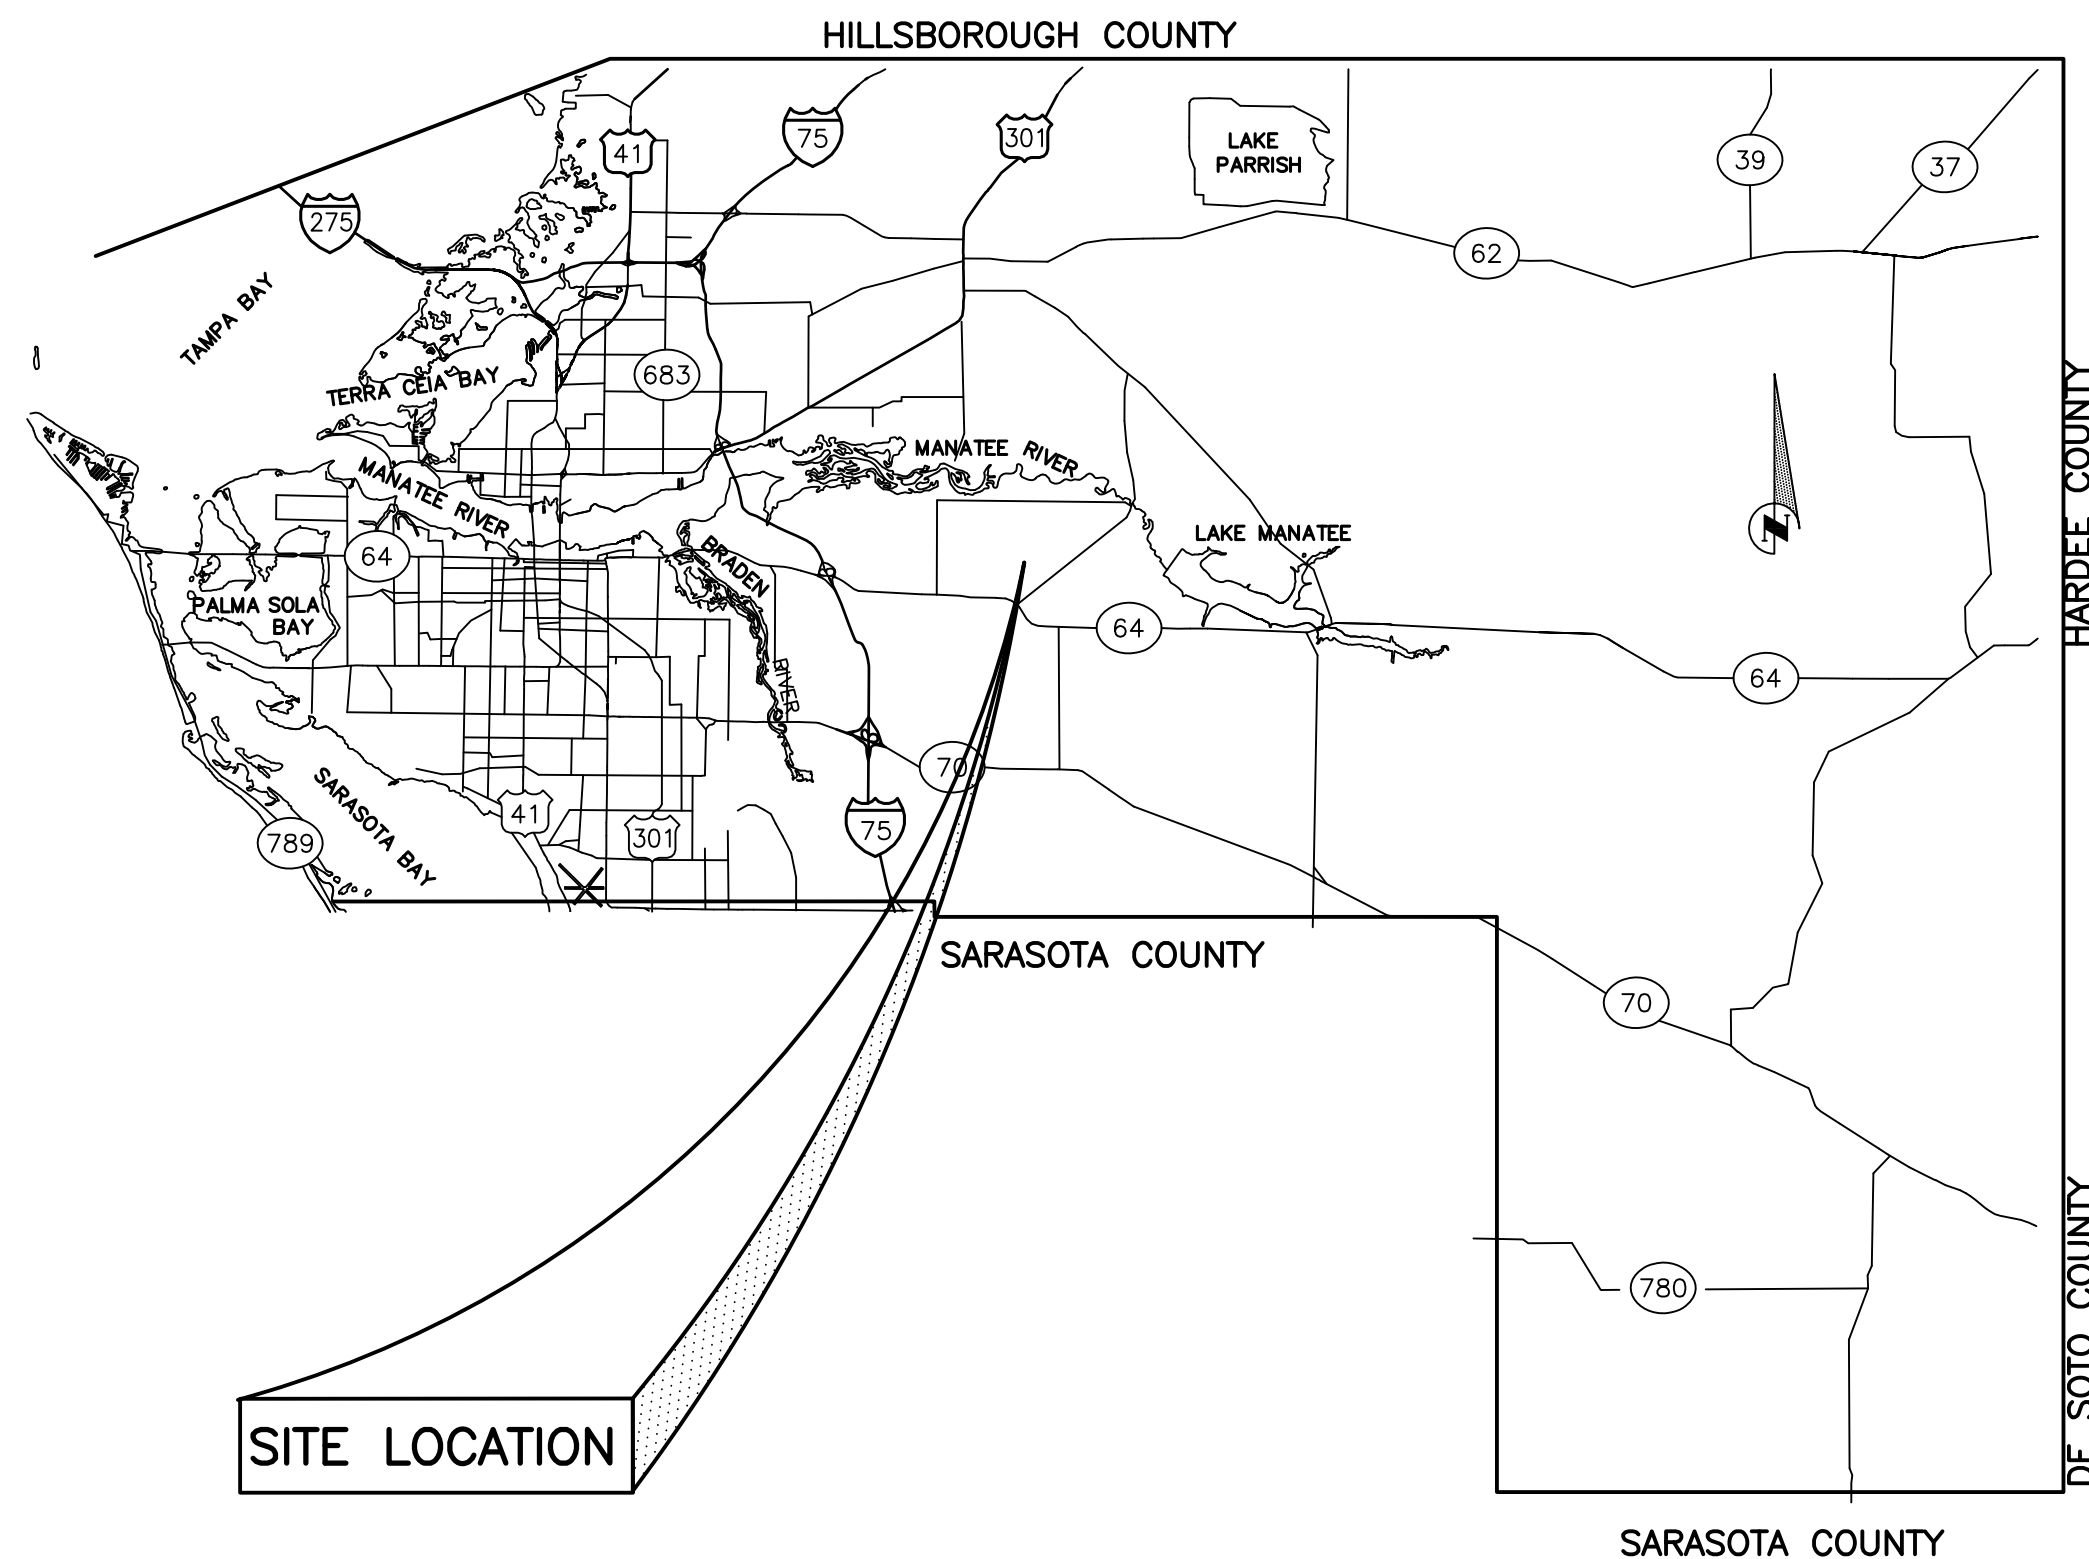 HILLSBOROUGH COUNTY
41
75
301
LAKE
PARRISH
39
37
275
62
TAMPA BAY
TERRA CEIA BAY
683
HARDEE COUNTY
MANATEE RIVER
MANATEE RIVER
N
LAKE MANATEE
64
BRADEN
RIVER
PALMA SOLA
BAY
64
64
70
SARASOTA BAY
41
301
75
789
SARASOTA COUNTY
70
DE SOTO COUNTY
780
SITE LOCATION
SARASOTA COUNTY